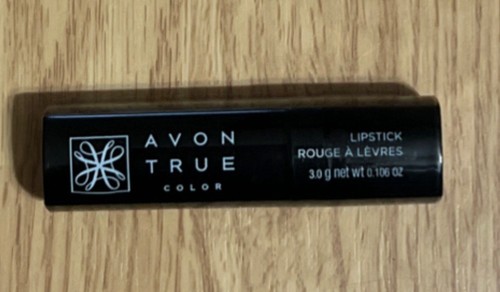 AVON
TRUE
COLOR
LIPSTICK
ROUGE À LÈVRES
3.0 g net wt 0.106 oz